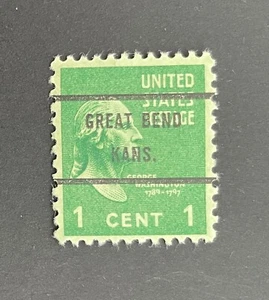 UNITED
STATES
POSTAGE
GREAT BEND
KANS.
GEORGE
WASHINGTON
1789-1797
1 CENT 1